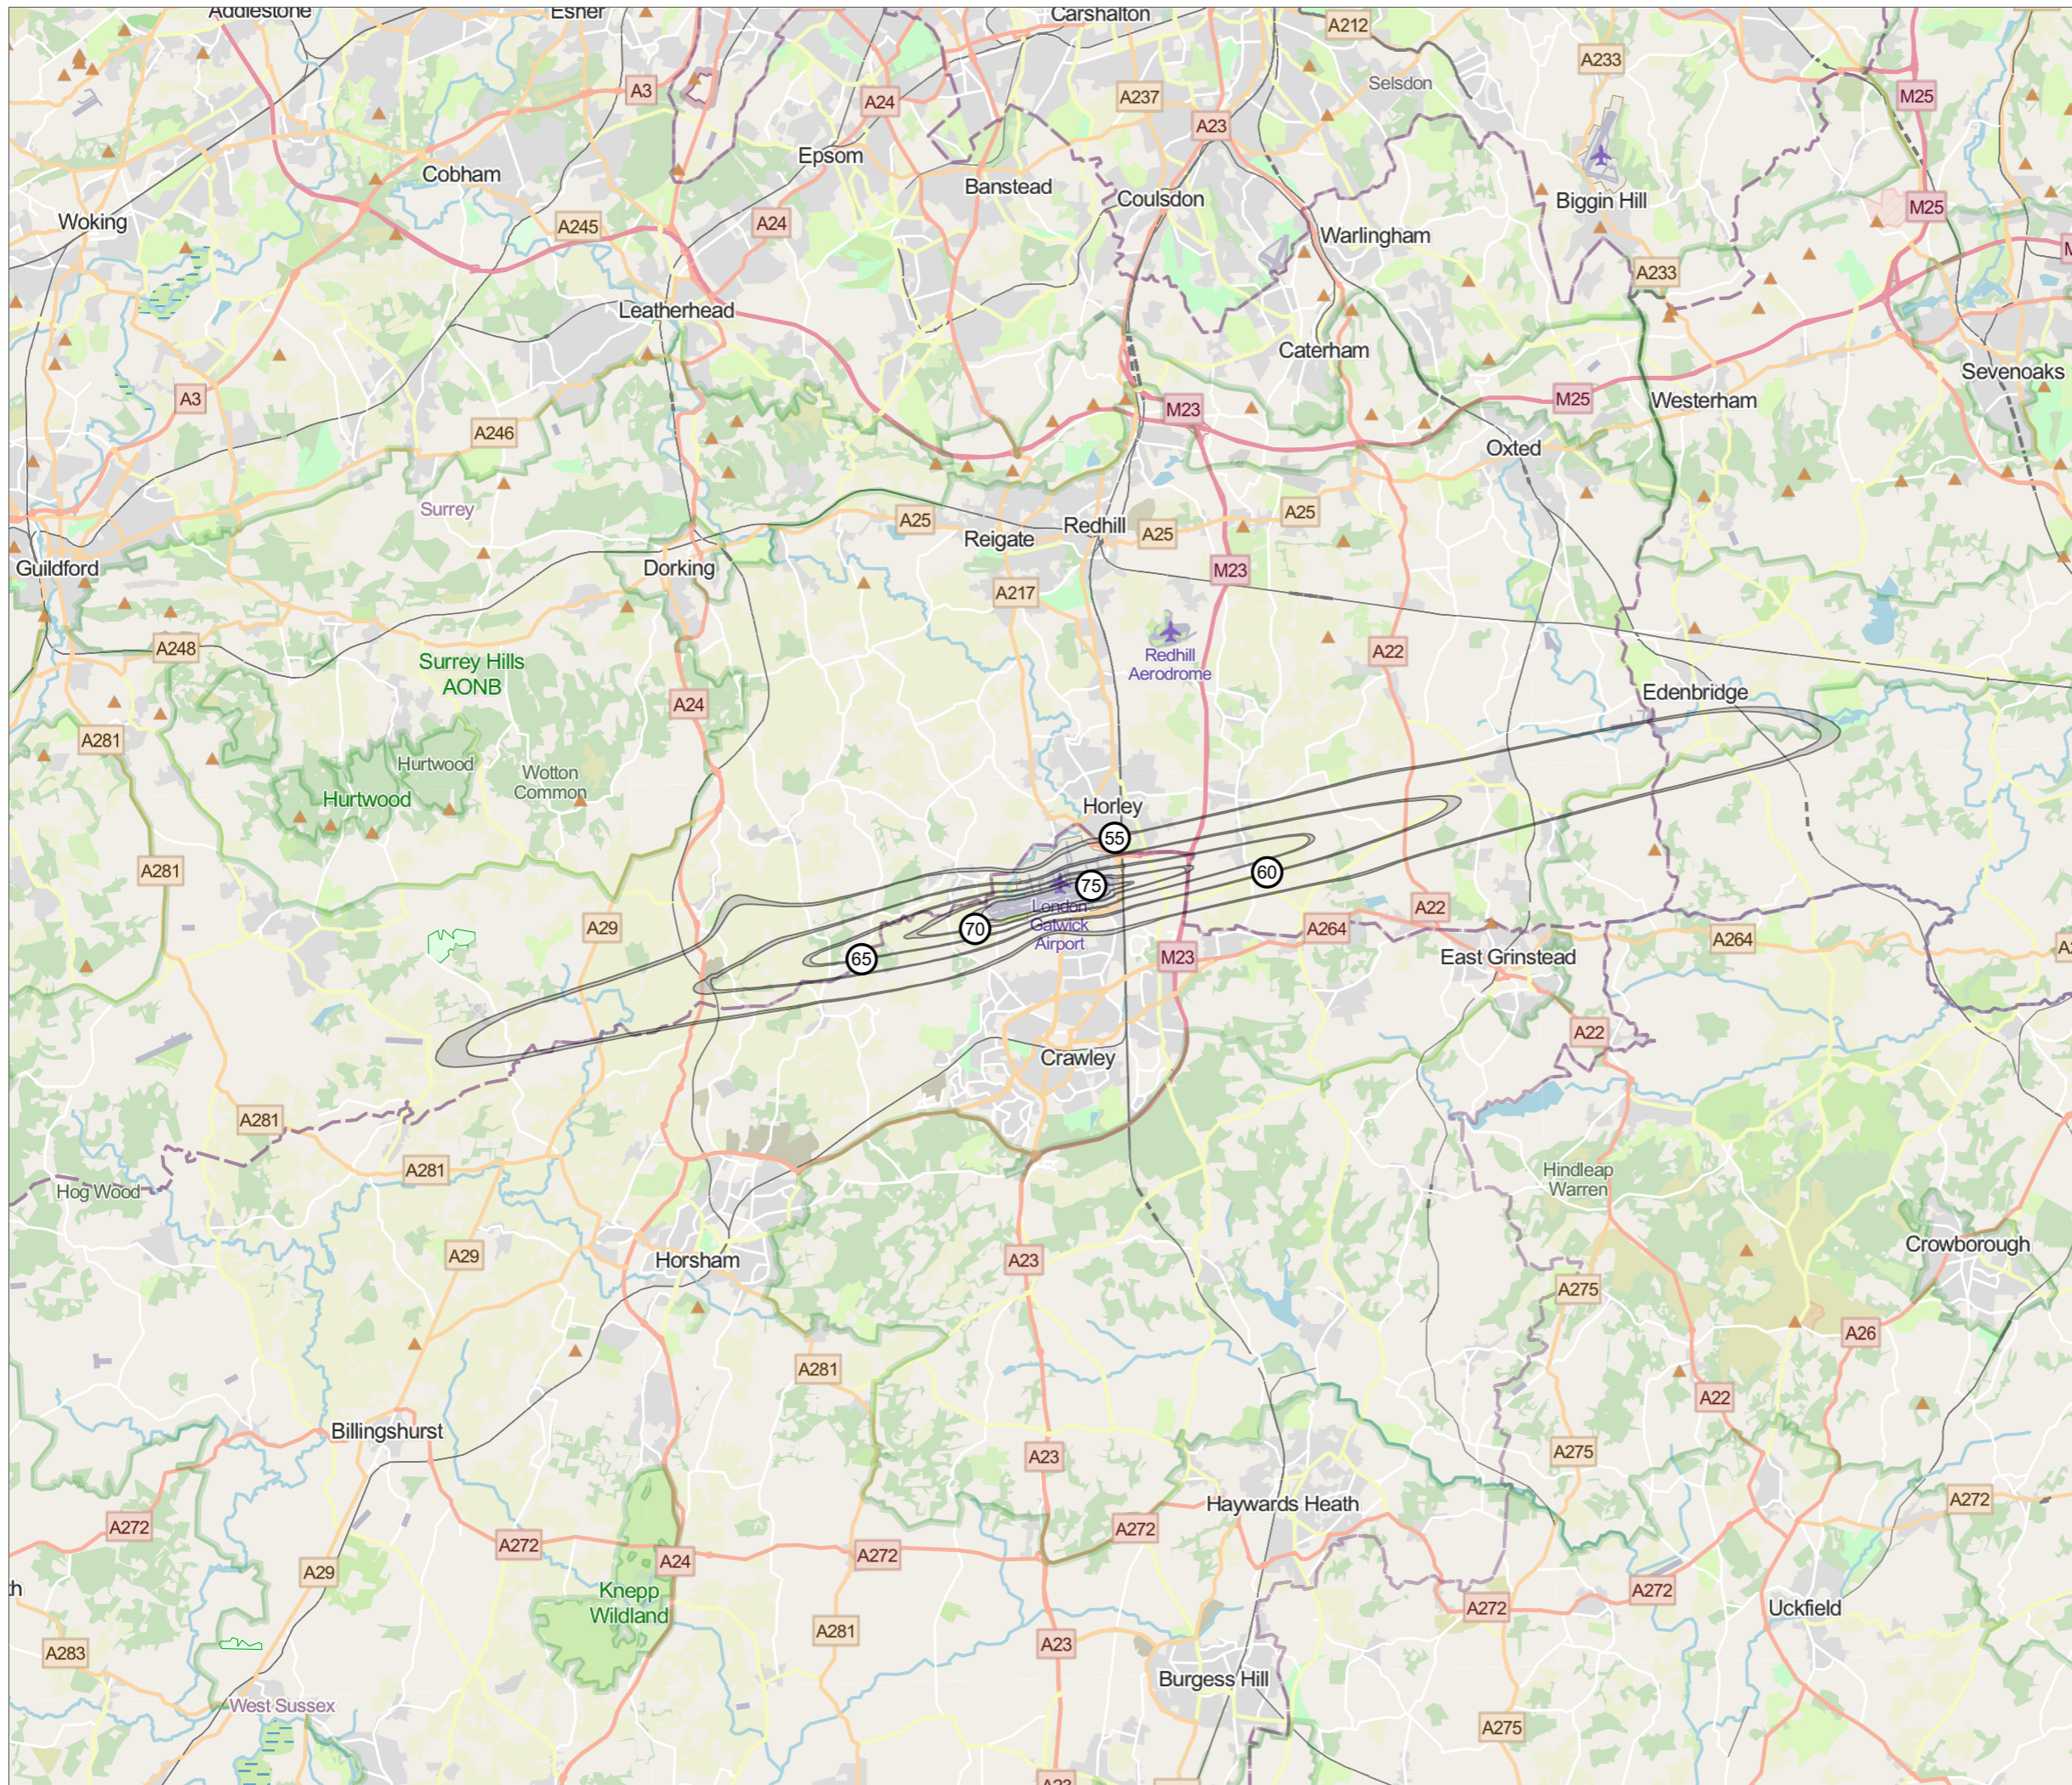 Addlestone
Esher
Carshalton
A212
A233
Selsdon
A3
A24
A237
M25
A23
Epsom
Cobham
Banstead
Coulsdon
Biggin Hill
M25
Woking
A245
A24
Warlingham
A233
Leatherhead
Caterham
Sevenoaks
A3
M23
M25
Westerham
A246
Oxted
Surrey
A25
A25
A25
Redhill
Reigate
Guildford
Dorking
M23
A217
A248
Surrey Hills
AONB
Redhill
Aerodrome
A22
Edenbridge
A24
A281
Hurtwood
Wotton
Common
Hurtwood
Horley
55
A281
60
75
London
Gatwick
Airport
A22
A29
70
A264
A264
65
M23
East Grinstead
A22
Crawley
A281
A281
Hindleap
Warren
Hog Wood
A29
Horsham
A23
Crowborough
A275
A26
A281
A22
Billingshurst
A23
A275
Haywards Heath
A272
A272
A272
A272
A272
A24
A29
Knepp
Wildland
A272
A272
Uckfield
A281
A283
A23
Burgess Hill
West Sussex
A275
A23